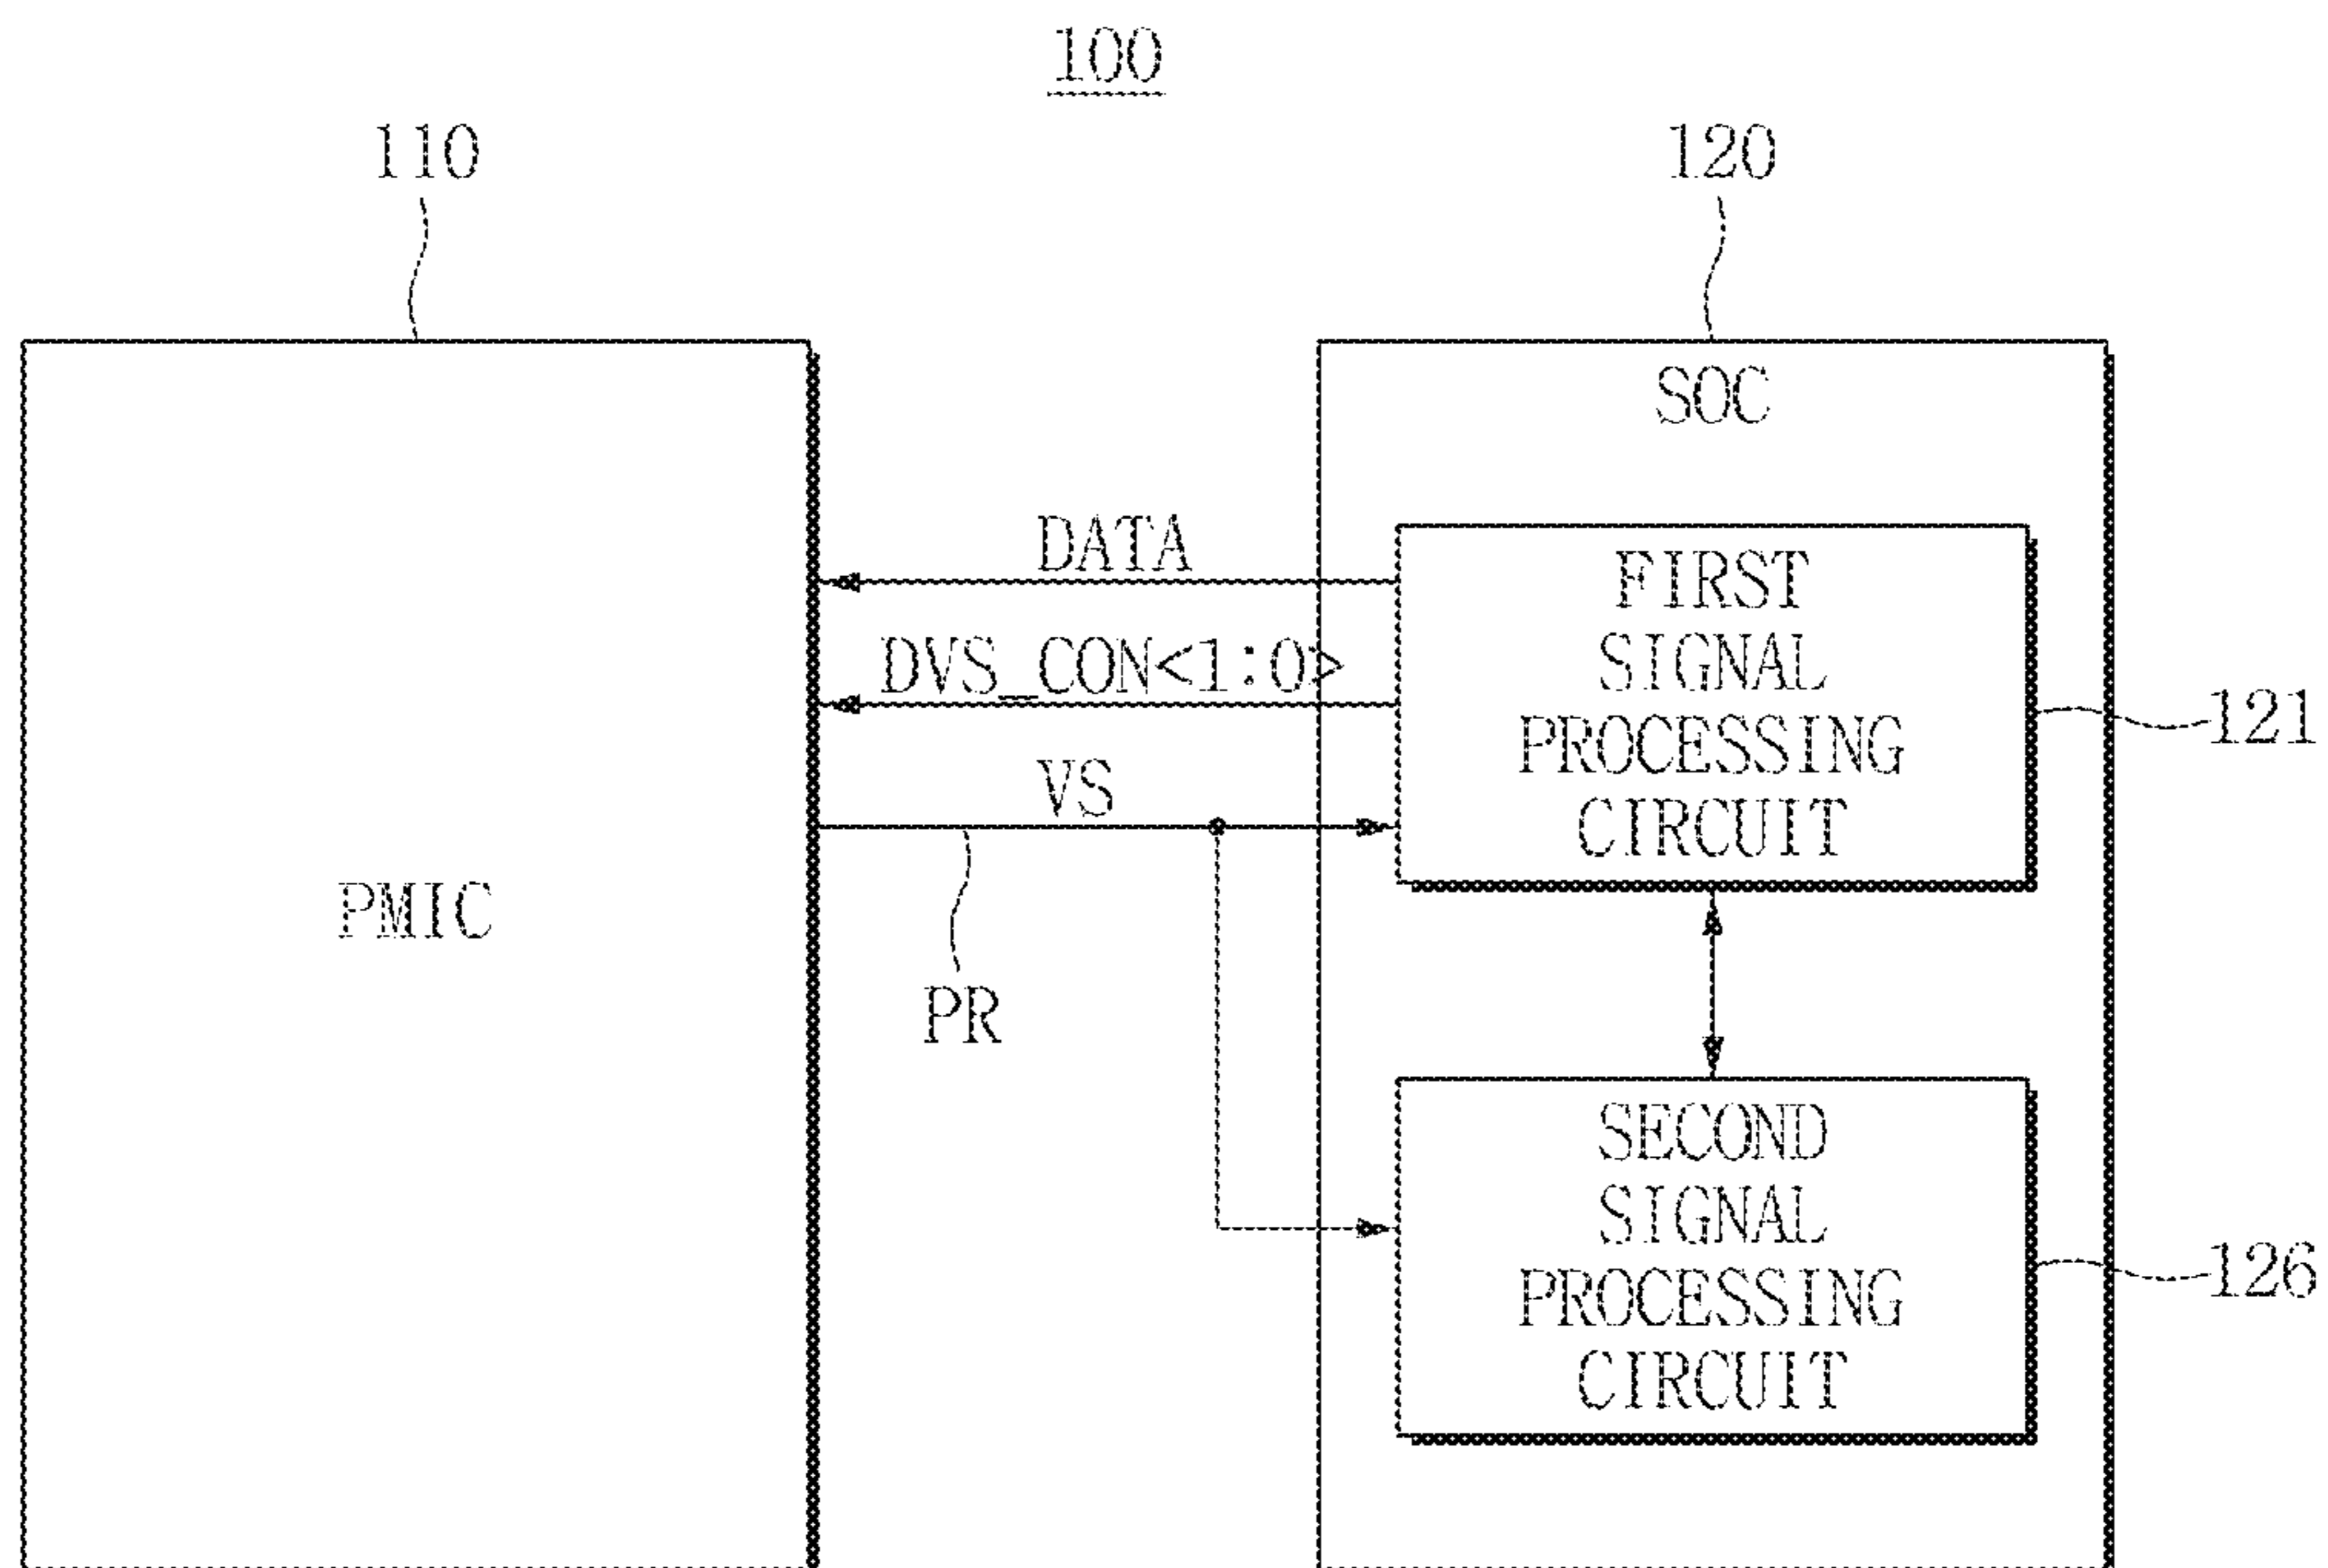 100
110
120
SOC
DATA
DVS_CON<1:0>
VS
PR
PMIC
FIRST
SIGNAL
PROCESSING
CIRCUIT
121
SECOND
SIGNAL
PROCESSING
CIRCUIT
126